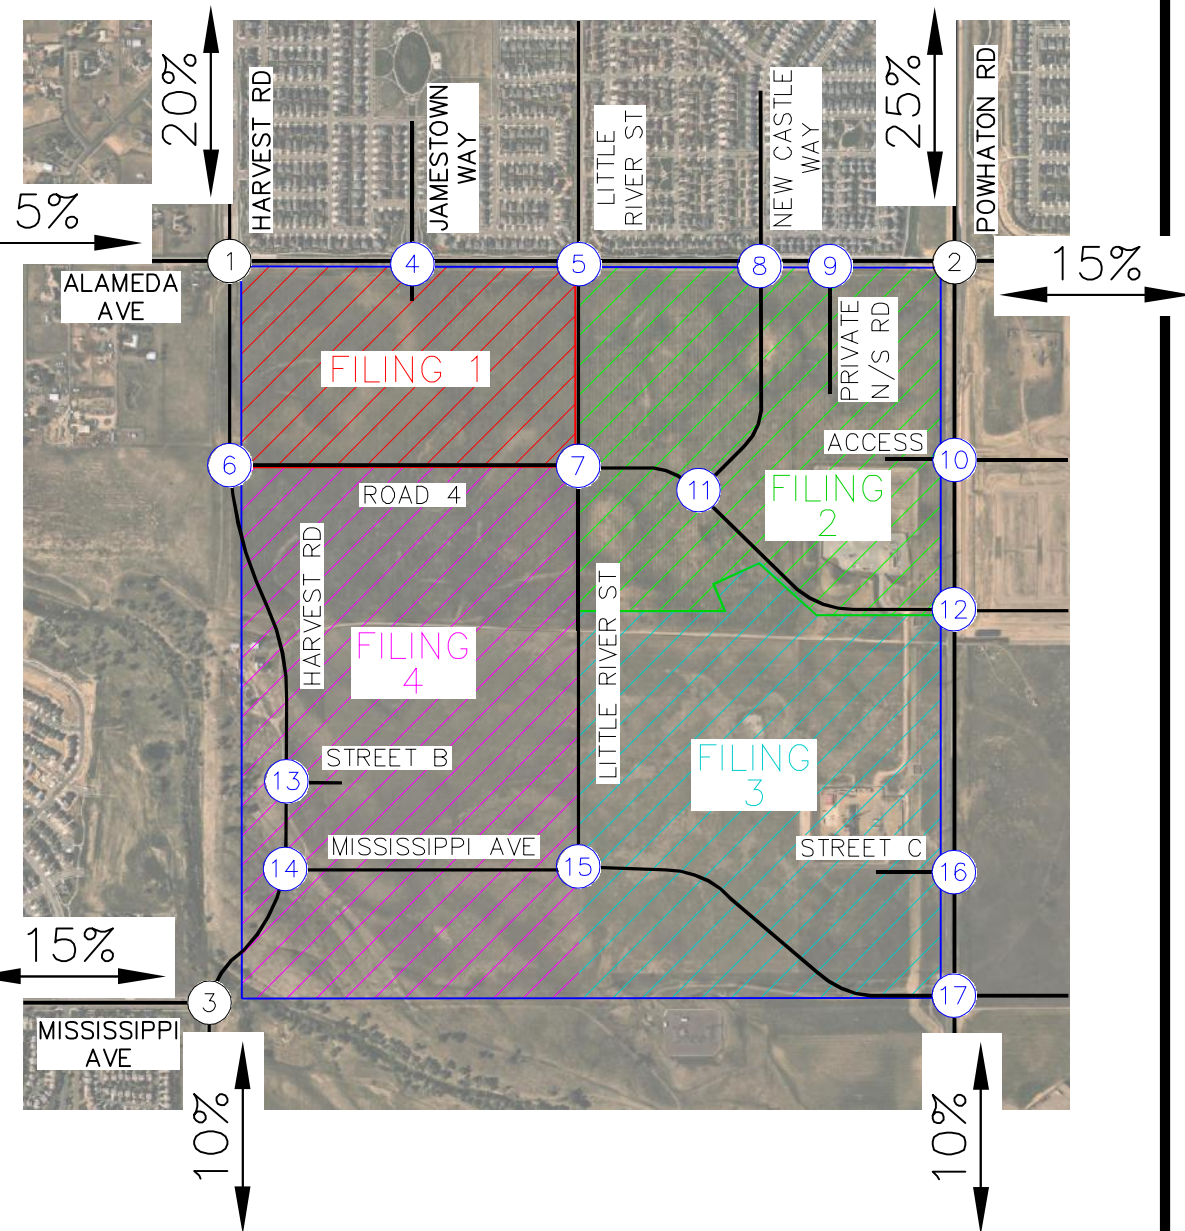 20%
HARVEST RD
JAMESTOWN
WAY
LITTLE
RIVER ST
NEW CASTLE
WAY
25%
POWHATON RD
5%
1
4
5
8
9
2
15%
ALAMEDA
AVE
FILING 1
PRIVATE
N/S RD
ACCESS
6
7
10
ROAD 4
11
FILING
2
HARVEST RD
LITTLE RIVER ST
12
FILING
4
FILING
3
STREET B
13
MISSISSIPPI AVE
STREET C
14
15
16
15%
3
17
MISSISSIPPI
AVE
10%
10%